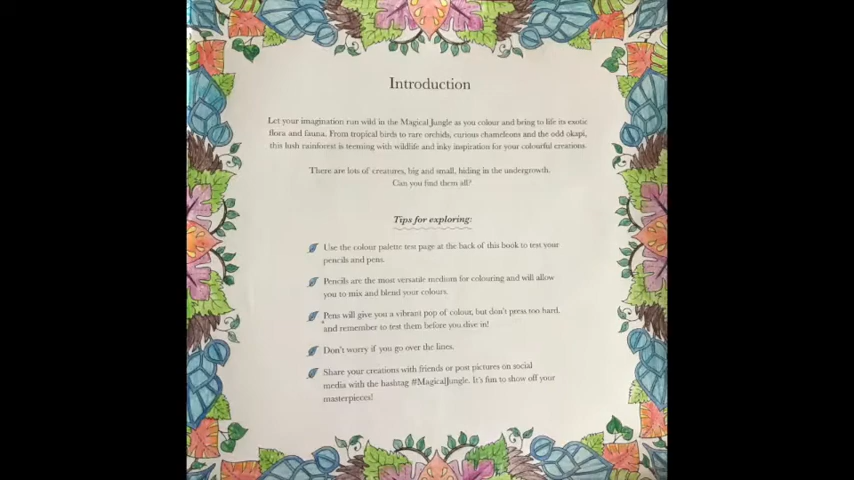 Introduction
Let your imagination run wild in the Magical Jungle as you colour and bring to life its exotic
flora and fauna. From tropical birds to rare orchids, curious chameleons and the odd okapi,
this lush rainforest is teeming with wildlife and inky inspiration for your colourful creations.
There are lots of creatures, big and small, hiding in the undergrowth.
Can you find them all?
Tips for exploring:
Use the colour palette test page at the back of this book to test your
pencils and pens.
Pencils are the most versatile medium for colouring and will allow
you to mix and blend your colours.
Pens will give you a vibrant pop of colour, but don't press too hard,
and remember to test them before you dive in!
Don't worry if you go over the lines.
Share your creations with friends or post pictures on social
media with the hashtag #MagicalJungle. It's fun to show off your
masterpieces!